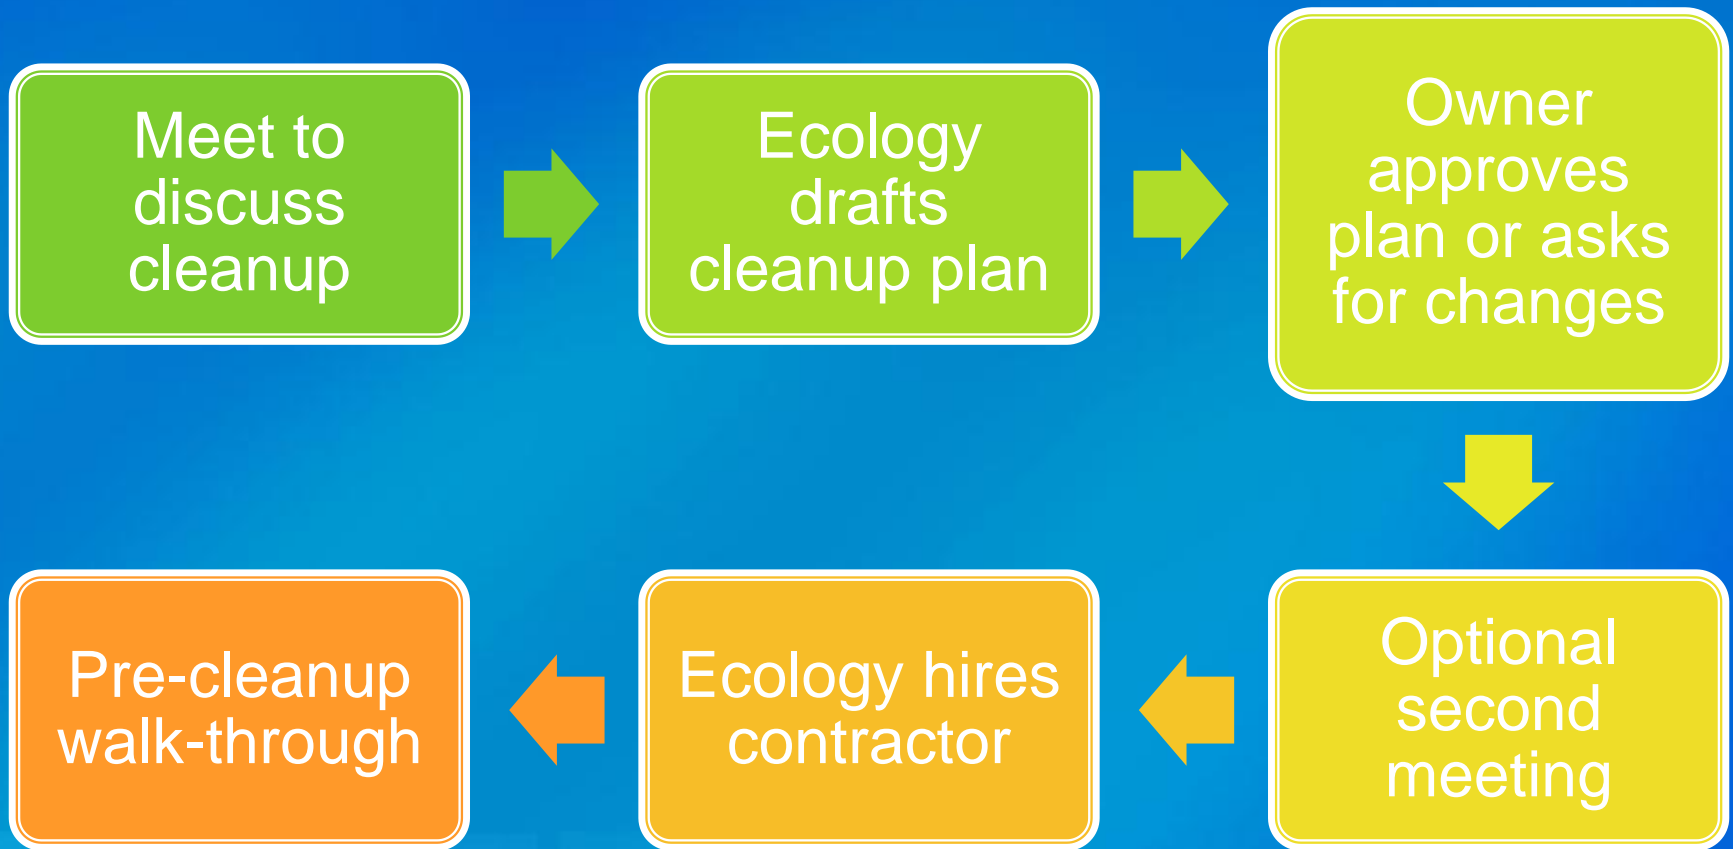 Meet to
discuss
cleanup
Ecology
drafts
cleanup plan
Owner
approves
plan or asks
for changes
Optional
second
meeting
Ecology hires
contractor
Pre-cleanup
walk-through